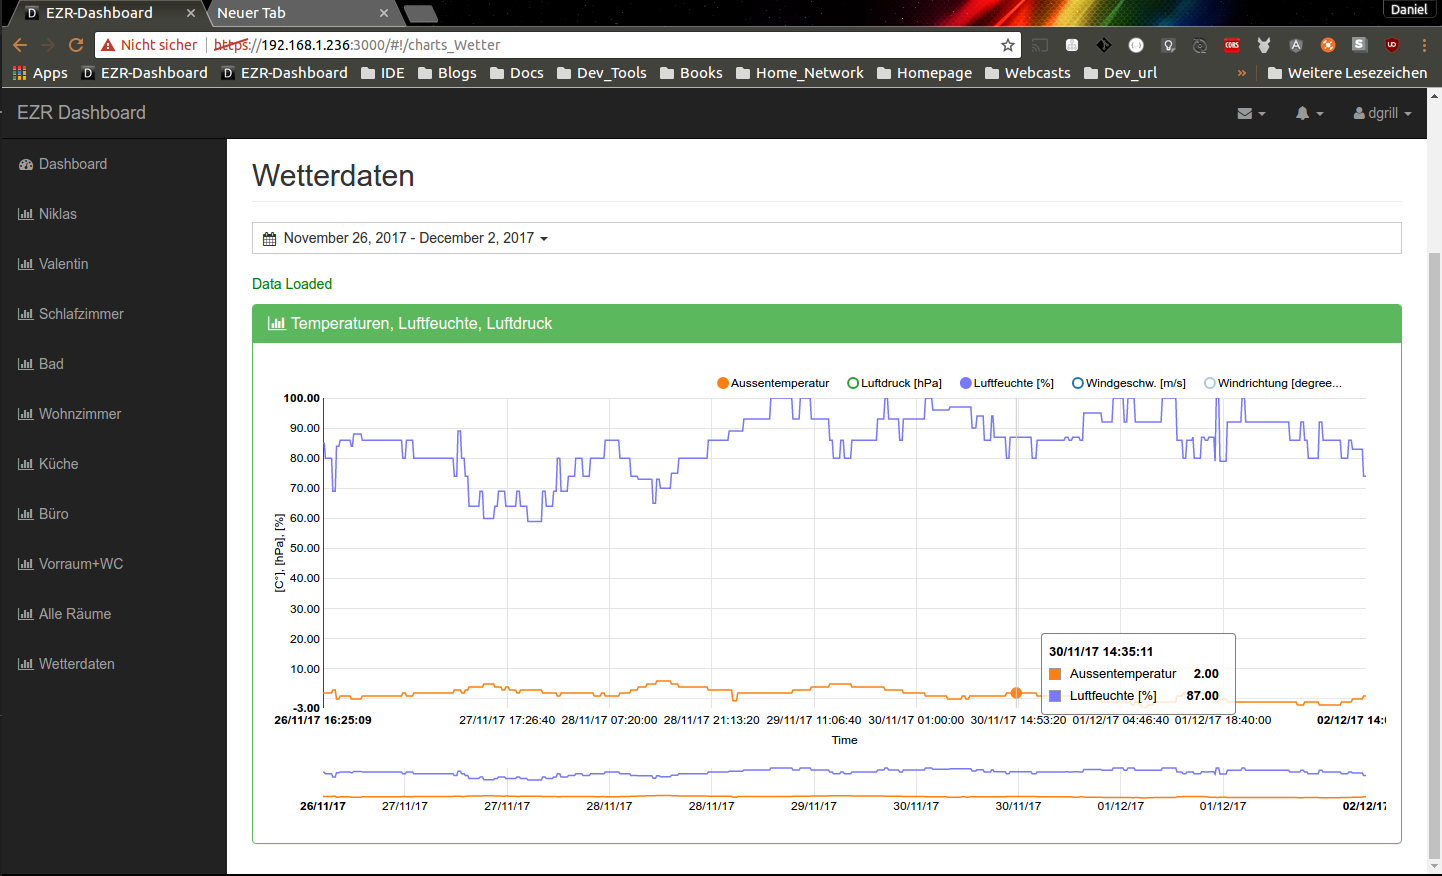 EZR-Dashboard
Neuer Tab
Daniel
Nicht sicher https://192.168.1.236:3000/#!/charts_Wetter
Apps EZR-Dashboard EZR-Dashboard IDE Blogs Docs Dev_Tools Books Home_Network Homepage Webcasts Dev_url » Weitere Lesezeichen
EZR Dashboard
dgrill
Dashboard
Niklas
Valentin
Schlafzimmer
Bad
Wohnzimmer
Küche
Büro
Vorraum+WC
Alle Räume
Wetterdaten
Wetterdaten
November 26, 2017 - December 2, 2017
Data Loaded
Temperaturen, Luftfeuchte, Luftdruck
Aussentemperatur Luftdruck [hPa] Luftfeuchte [%] Windgeschw. [m/s] Windrichtung [degree...
100.00
90.00
80.00
70.00
60.00
50.00
40.00
30.00
20.00
10.00
-3.00
[C°], [hPa], [%]
30/11/17 14:35:11
Aussentemperatur 2.00
Luftfeuchte [%] 87.00
26/11/17 16:25:09 27/11/17 17:26:40 28/11/17 07:20:00 28/11/17 21:13:20 29/11/17 11:06:40 30/11/17 01:00:00 30/11/17 14:53:20 01/12/17 04:46:40 01/12/17 18:40:00 02/12/17 14:
Time
26/11/17 27/11/17 27/11/17 28/11/17 28/11/17 29/11/17 30/11/17 30/11/17 01/12/17 01/12/17 02/12/17